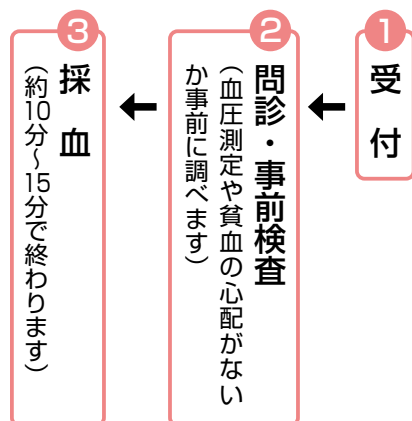 1
受付
2
問診・事前検査
（血圧測定や貧血の心配がない
か事前に調べます）
3
採血
（約10分～15分で終わります）